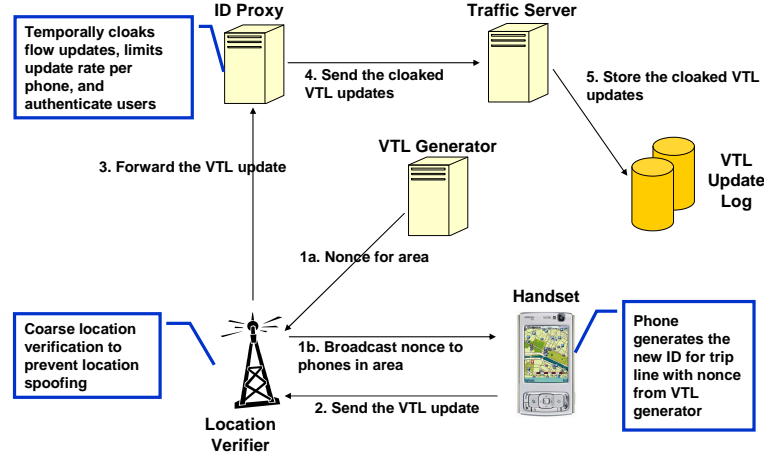 ID Proxy
Traffic Server
Temporally cloaks
flow updates, limits
update rate per
phone, and
authenticate users
4. Send the cloaked
VTL updates
5. Store the cloaked VTL
updates
3. Forward the VTL update
VTL Generator
VTL
Update
Log
1a. Nonce for area
Handset
Coarse location
verification to
prevent location
spoofing
1b. Broadcast nonce to
phones in area
Phone
generates the
new ID for trip
line with nonce
from VTL
generator
2. Send the VTL update
Location
Verifier